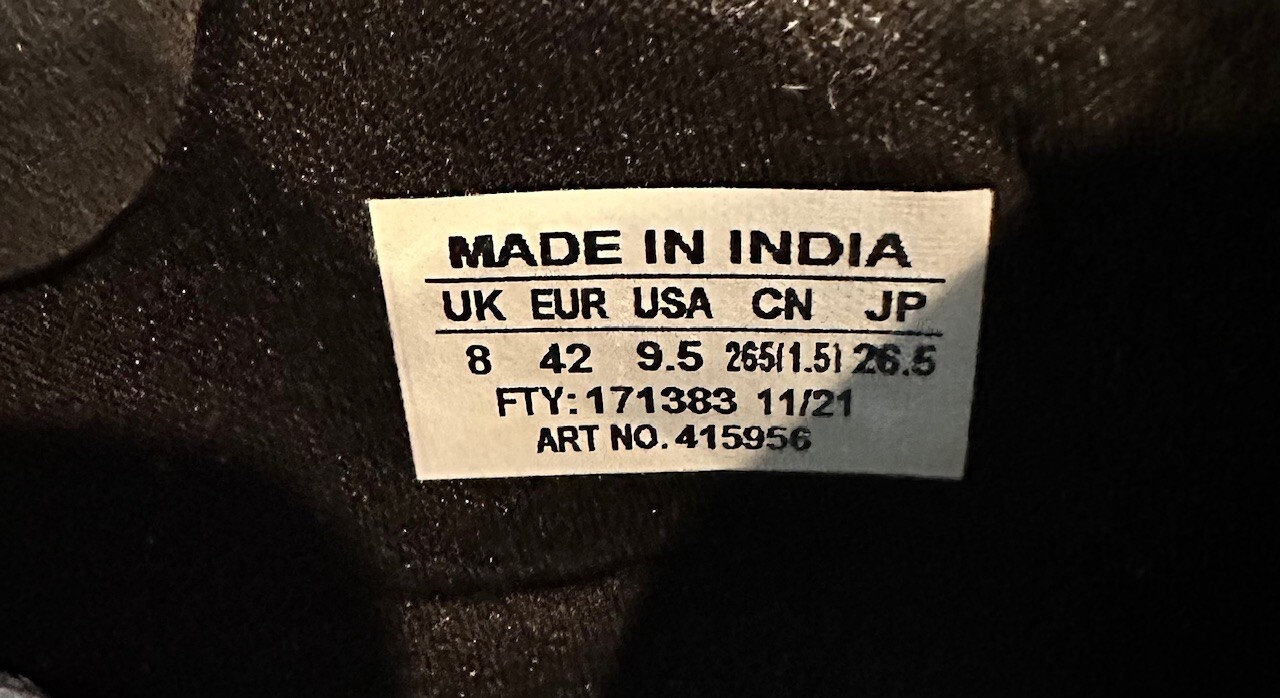 MADE IN INDIA
UK EUR USA CN JP
8 42 9.5 265(1.5) 26.5
FTY: 171383 11/21
ART NO. 415956